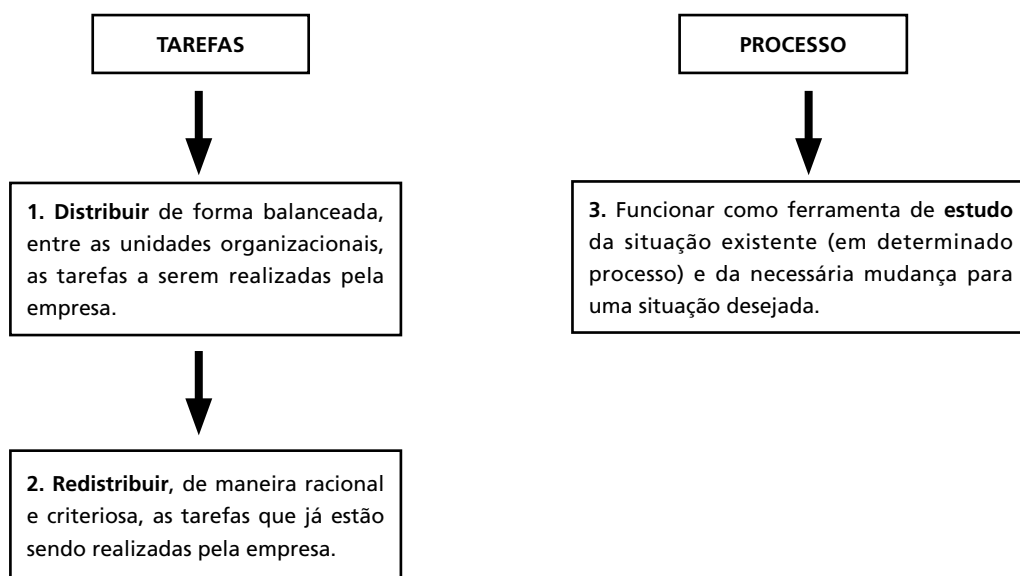 TAREFAS
1. Distribuir de forma balanceada,
entre as unidades organizacionais,
as tarefas a serem realizadas pela
empresa.
2. Redistribuir, de maneira racional
e criteriosa, as tarefas que já estão
sendo realizadas pela empresa.
PROCESSO
3. Funcionar como ferramenta de estudo
da situação existente (em determinado
processo) e da necessária mudança para
uma situação desejada.